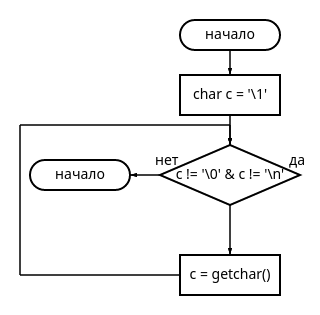 начало
char c = '\1'
нет
да
c != '\0' & c != '\n'
начало
c = getchar()